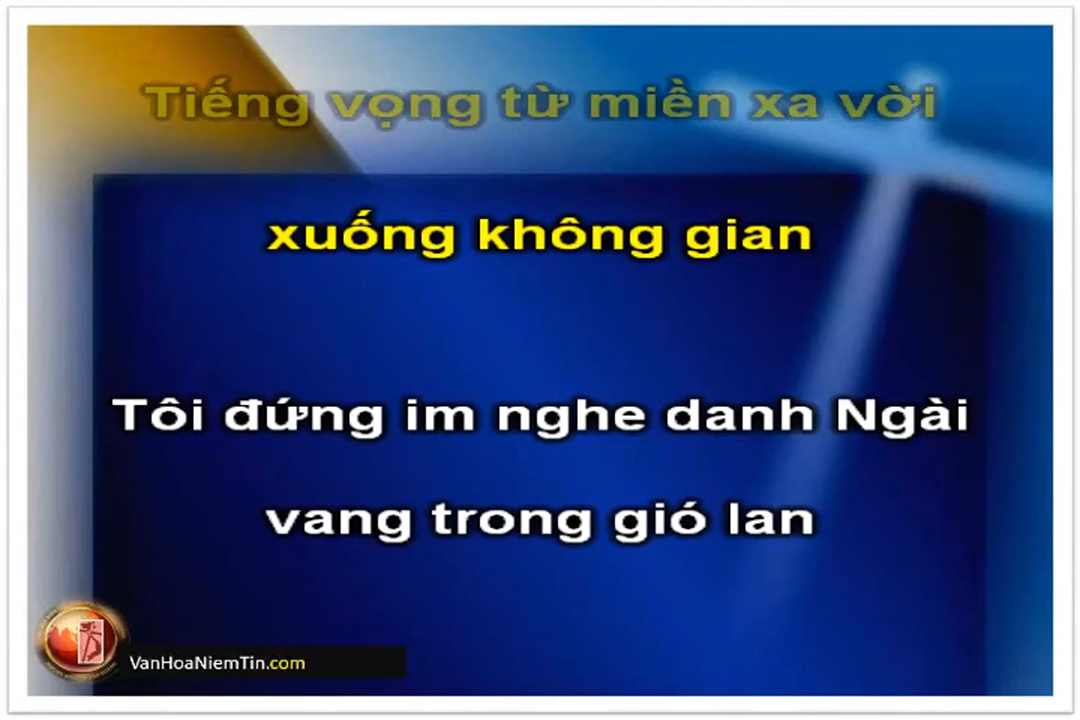 Tiếng vọng từ miền xa vời
xuống không gian
Tôi đứng im nghe danh Ngài
vang trong gió lan
VanHoaNiemTin.com